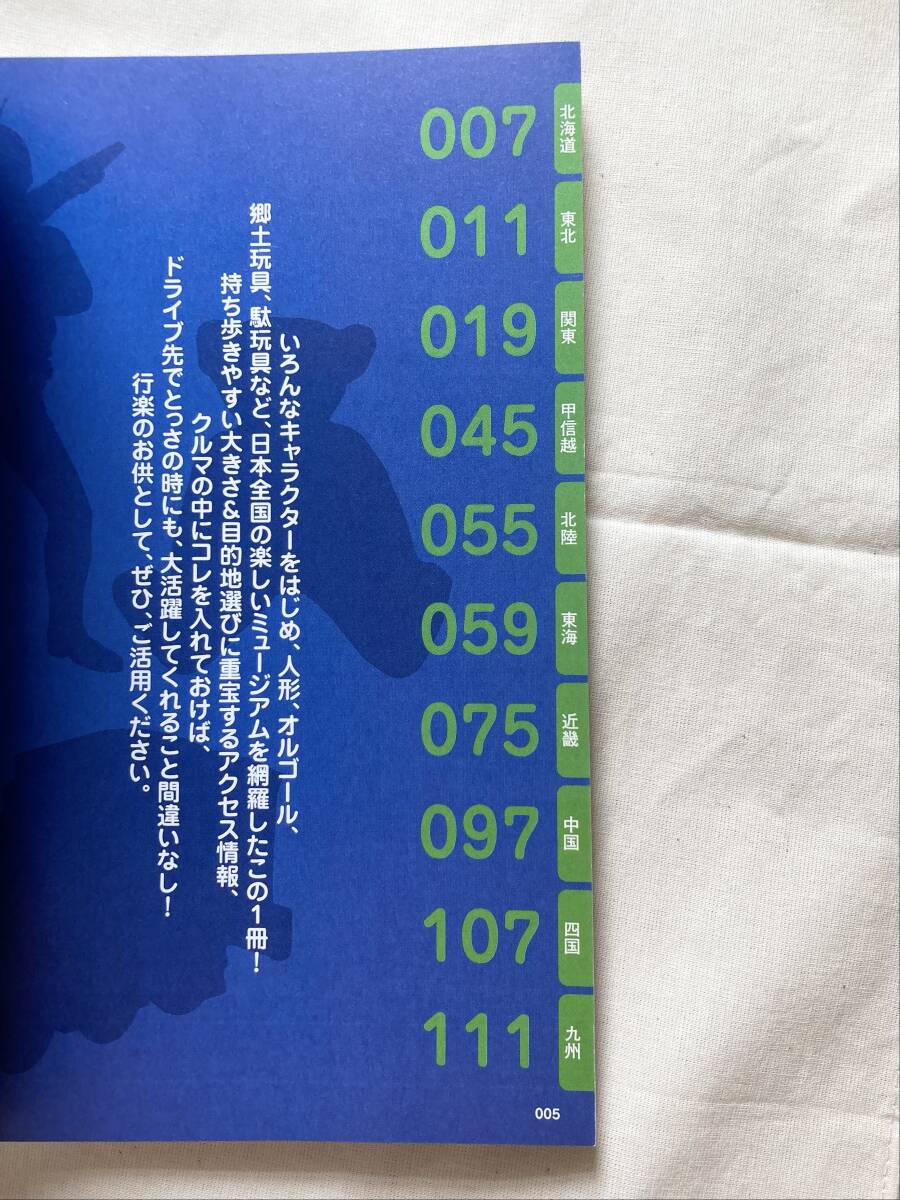 007 北海道
011 東北
019 関東
045 甲信越
055 北陸
059 東海
075 近畿
097 中国
107 四国
111 九州
いろんなキャラクターをはじめ、人形、オルゴール、
郷土玩具、駄玩具など、日本全国の楽しいミュージアムを網羅したこの1冊！
持ち歩きやすい大きさ&目的地選びに重宝するアクセス情報、
クルマの中にコレを入れておけば、
ドライブ先でとっさの時にも、大活躍してくれること間違いなし！
行楽のお供として、ぜひ、ご活用ください。
005